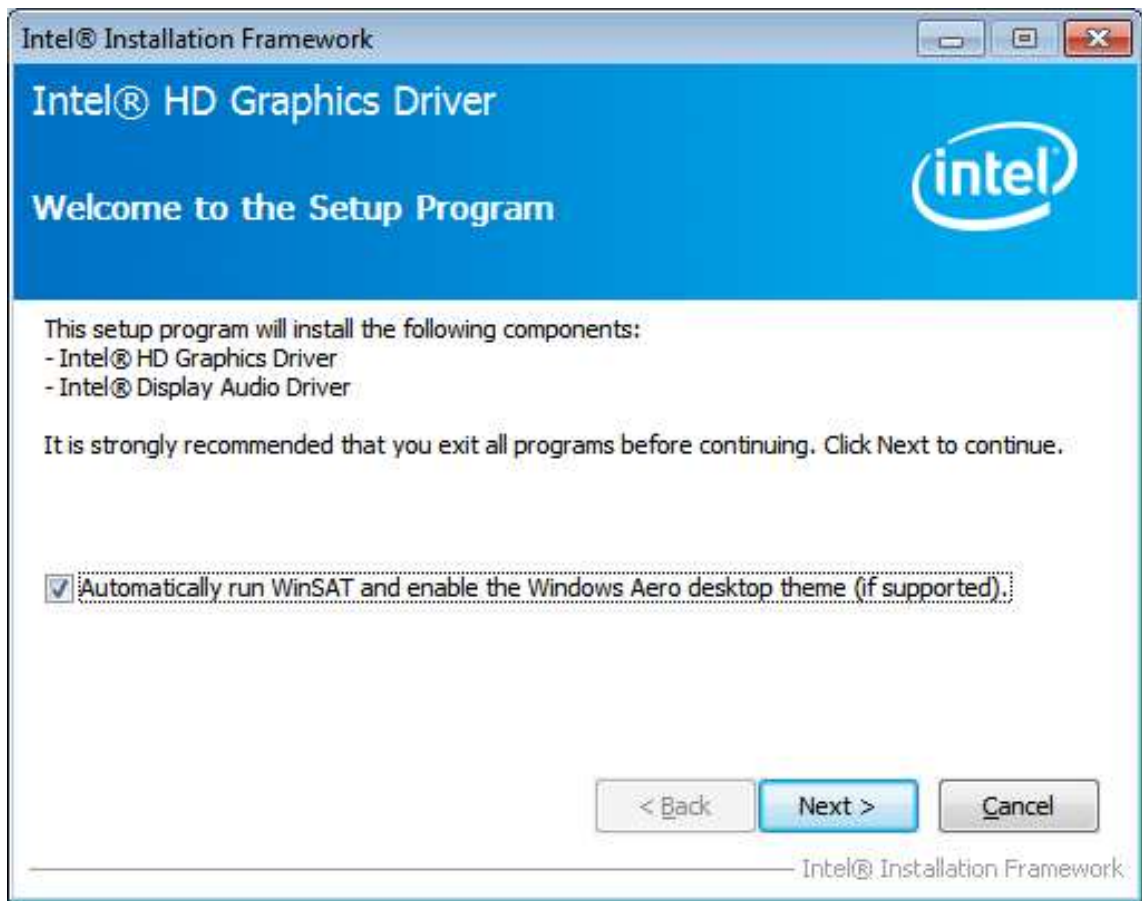 Intel® Installation Framework
Intel® HD Graphics Driver
intel
Welcome to the Setup Program
This setup program will install the following components:
- Intel® HD Graphics Driver
- Intel® Display Audio Driver
It is strongly recommended that you exit all programs before continuing. Click Next to continue.
Automatically run WinSAT and enable the Windows Aero desktop theme (if supported).
< Back Next > Cancel
Intel® Installation Framework